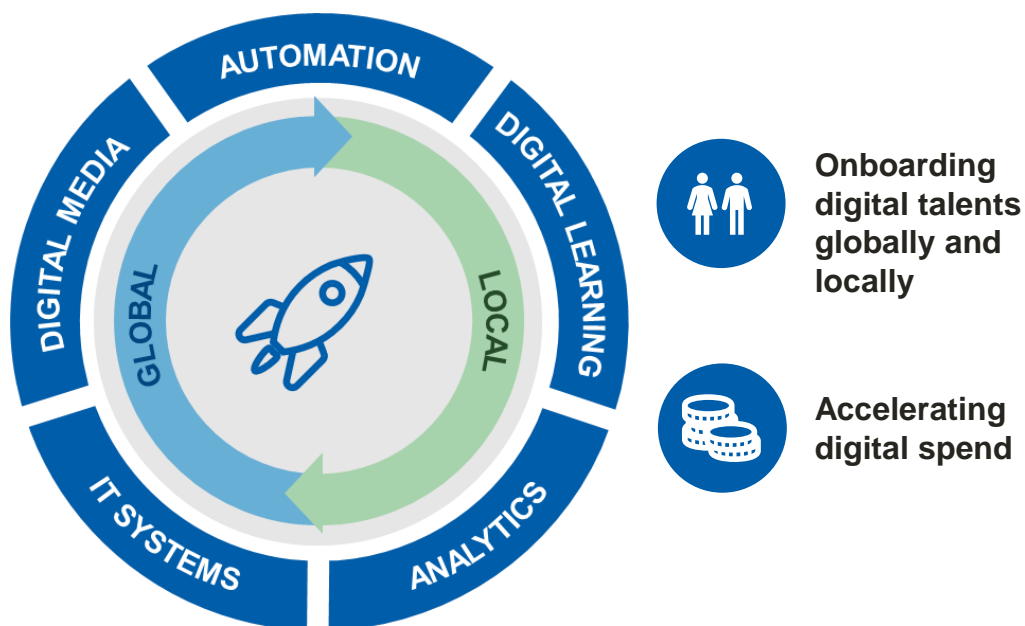 AUTOMATION
DIGITAL LEARNING
ANALYTICS
IT SYSTEMS
DIGITAL MEDIA
GLOBAL
LOCAL
Onboarding
digital talents
globally and
locally
Accelerating
digital spend